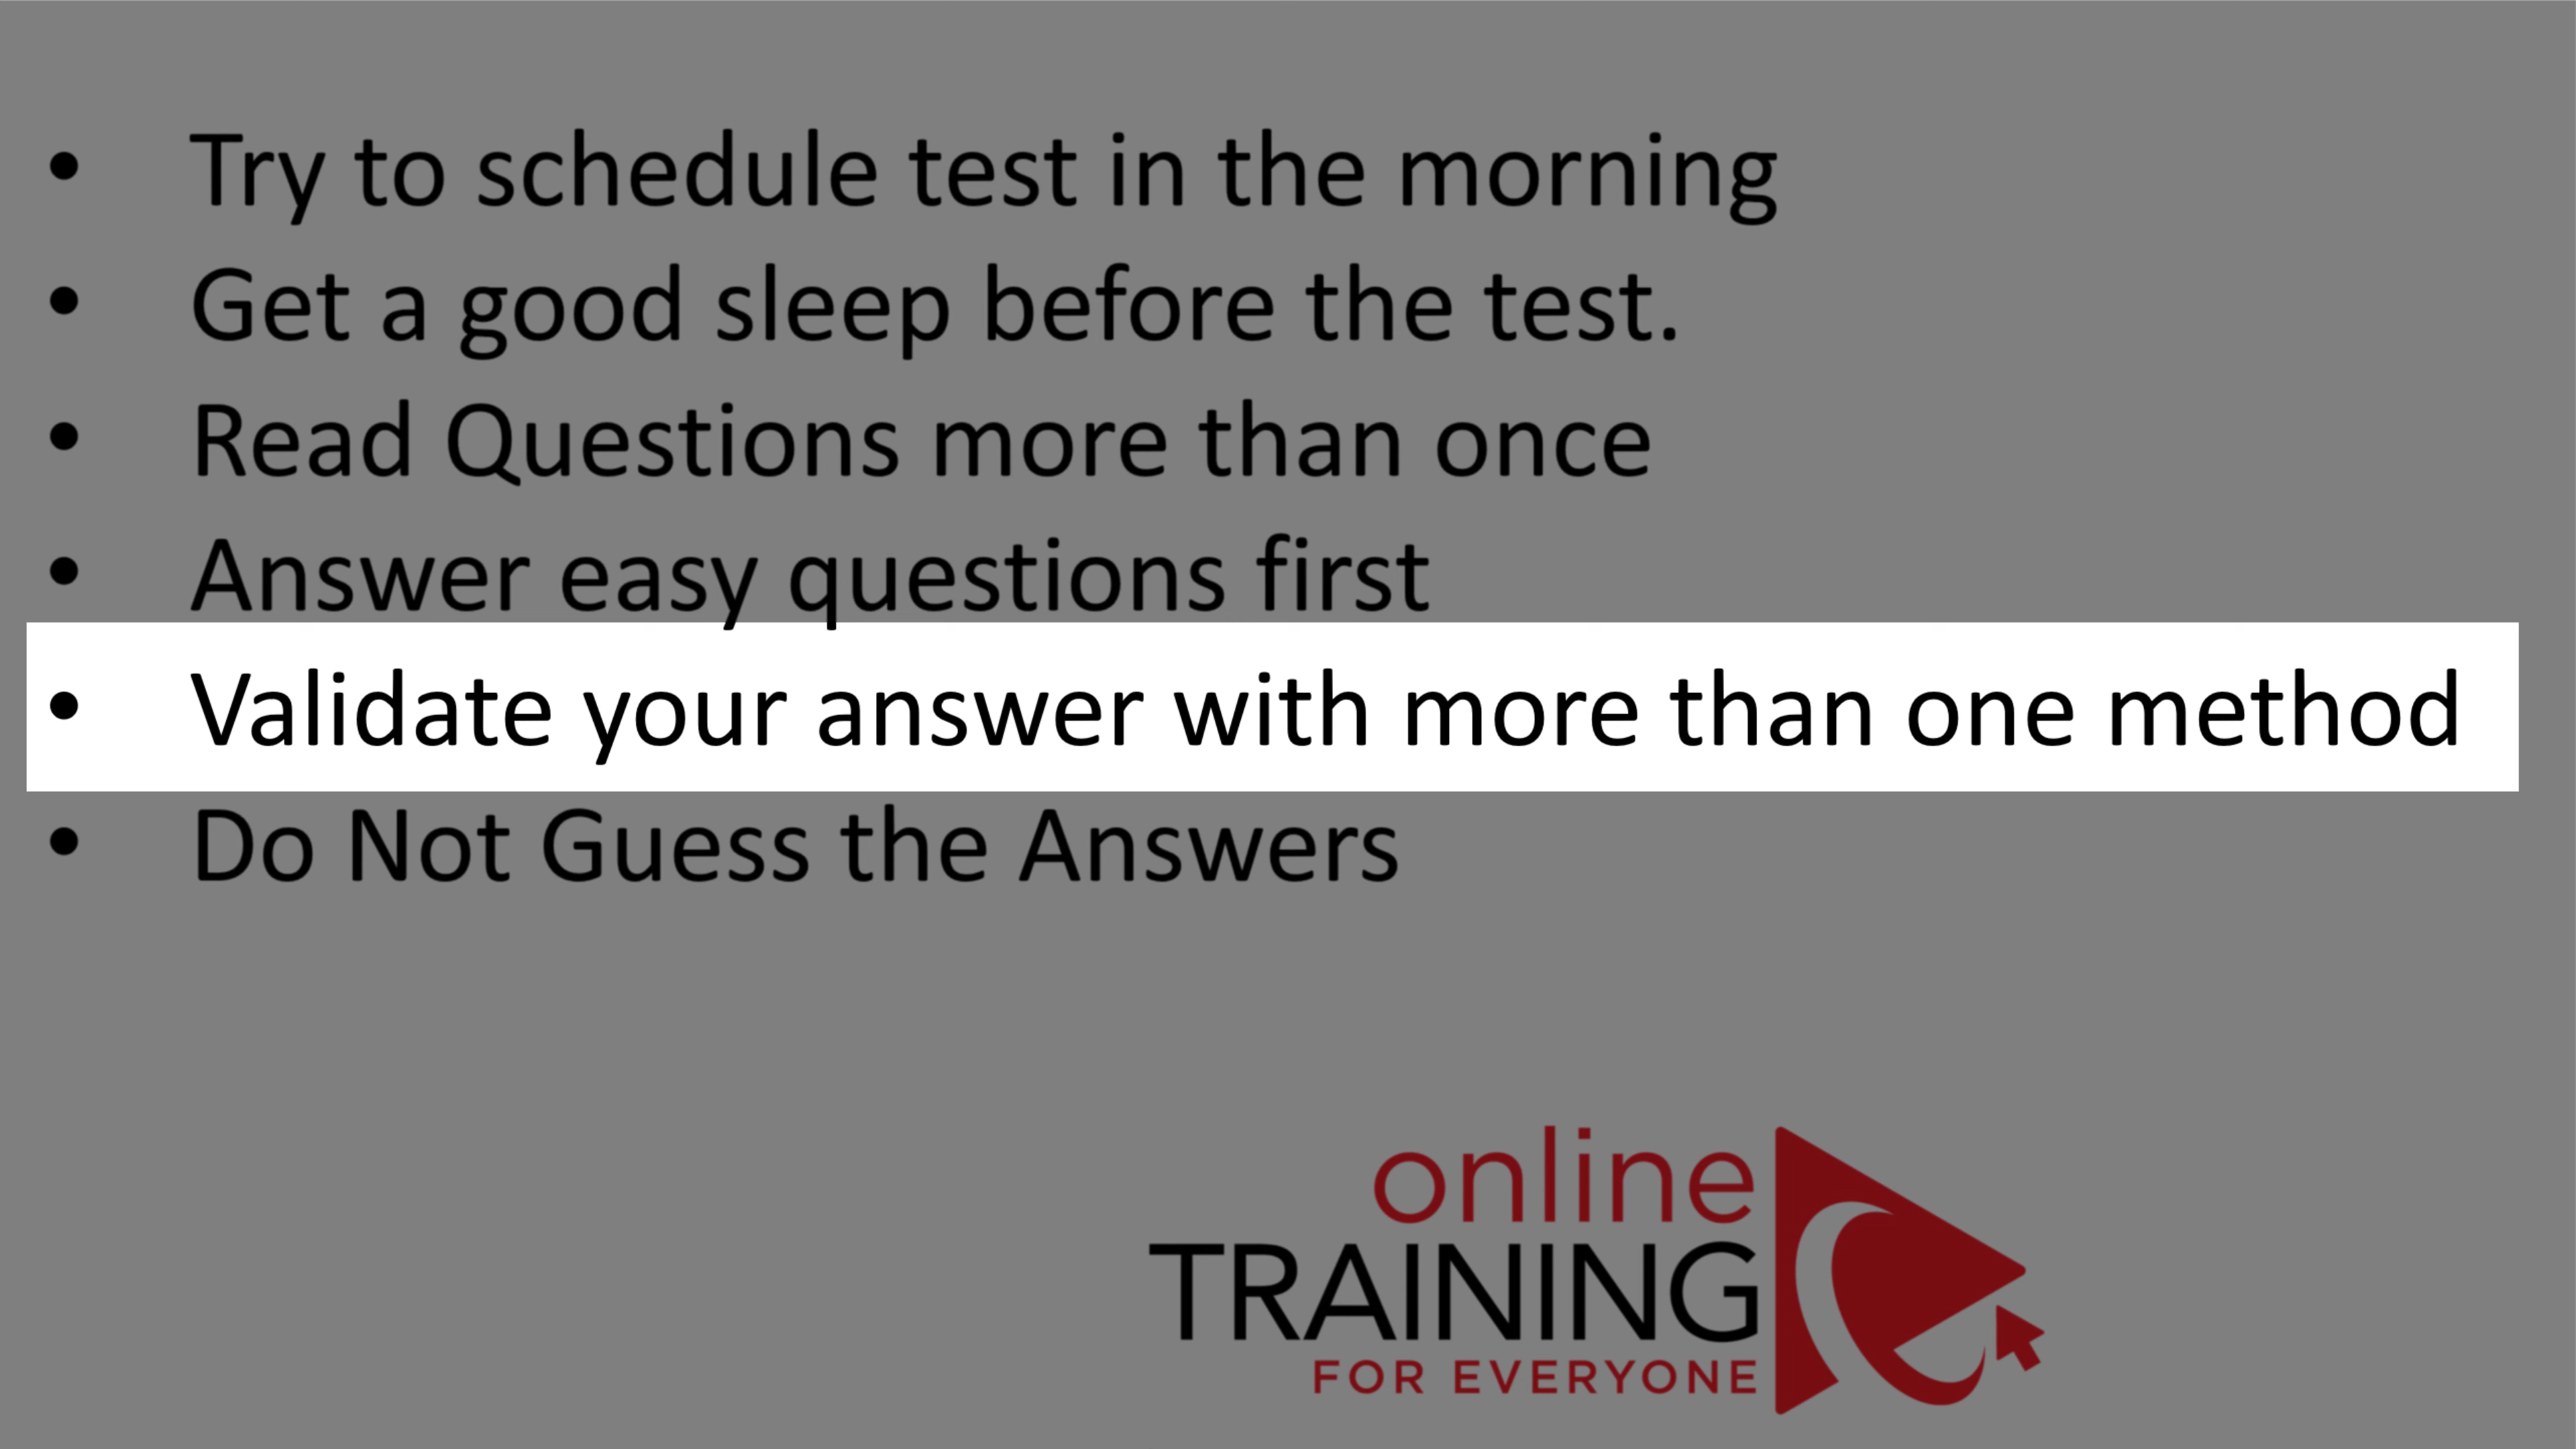 • Try to schedule test in the morning
• Get a good sleep before the test.
• Read Questions more than once
• Answer easy questions first
• Validate your answer with more than one method
• Do Not Guess the Answers
online
TRAINING
FOR EVERYONE